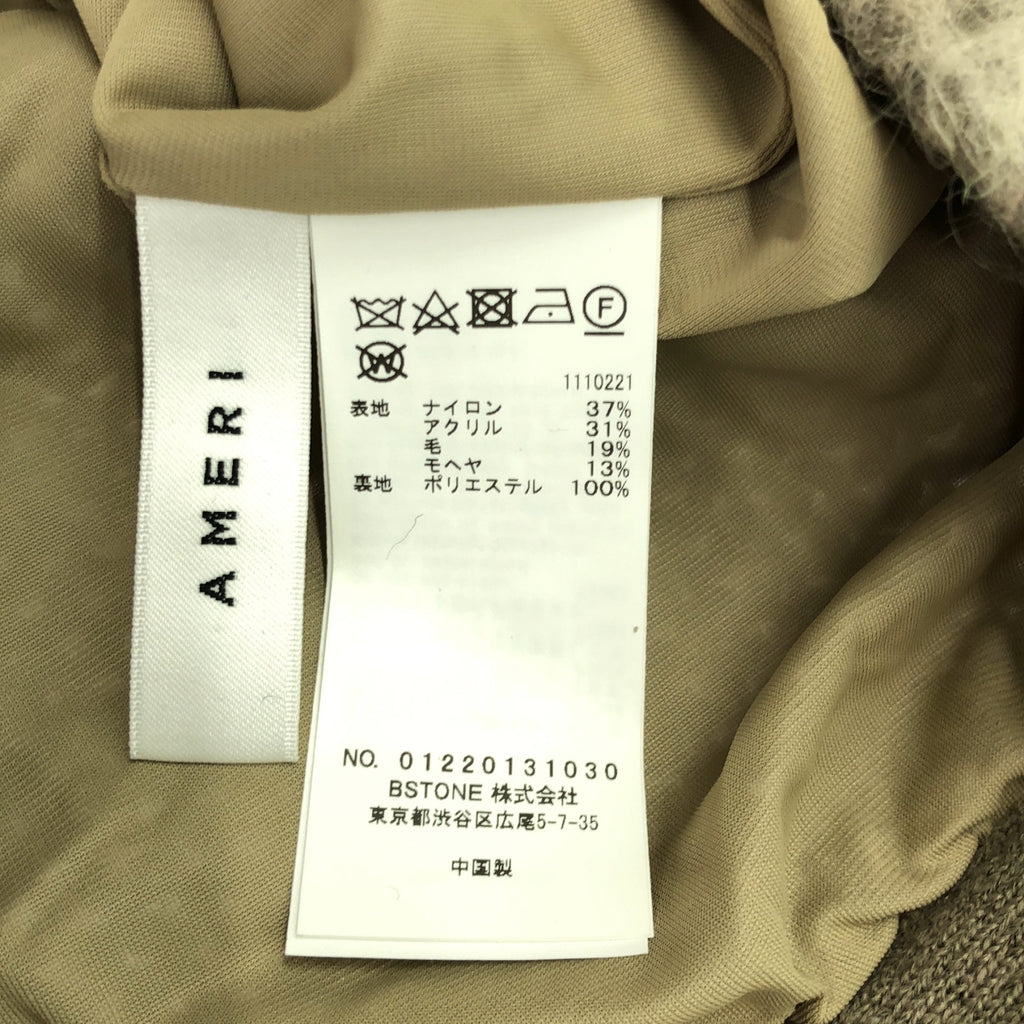 AMERI
F
W
1110221
表地 ナイロン 37%
アクリル 31%
毛 19%
モヘヤ 13%
裏地 ポリエステル 100%
NO. 01220131030
BSTONE 株式会社
東京都渋谷区広尾5-7-35
中国製